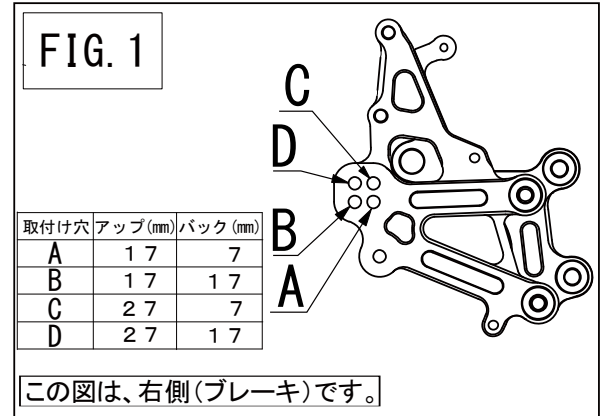 FIG. 1
C
D
B
A
取付け穴 アップ(mm) バック(mm)
A 17 7
B 17 17
C 27 7
D 27 17
この図は、右側(ブレーキ)です。